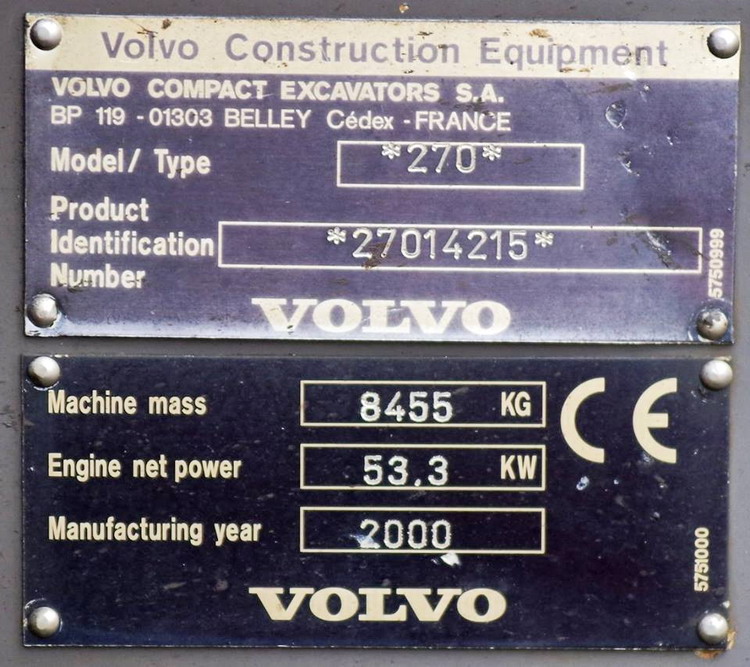 Volvo Construction Equipment
VOLVO COMPACT EXCAVATORS S.A.
BP 119 - 01303 BELLEY Cédex - FRANCE
Model/ Type *270*
Product
Identification *27014215*
Number
5750999
VOLVO
Machine mass 8455 KG
CE
Engine net power 53.3 KW
Manufacturing year 2000
5751000
VOLVO